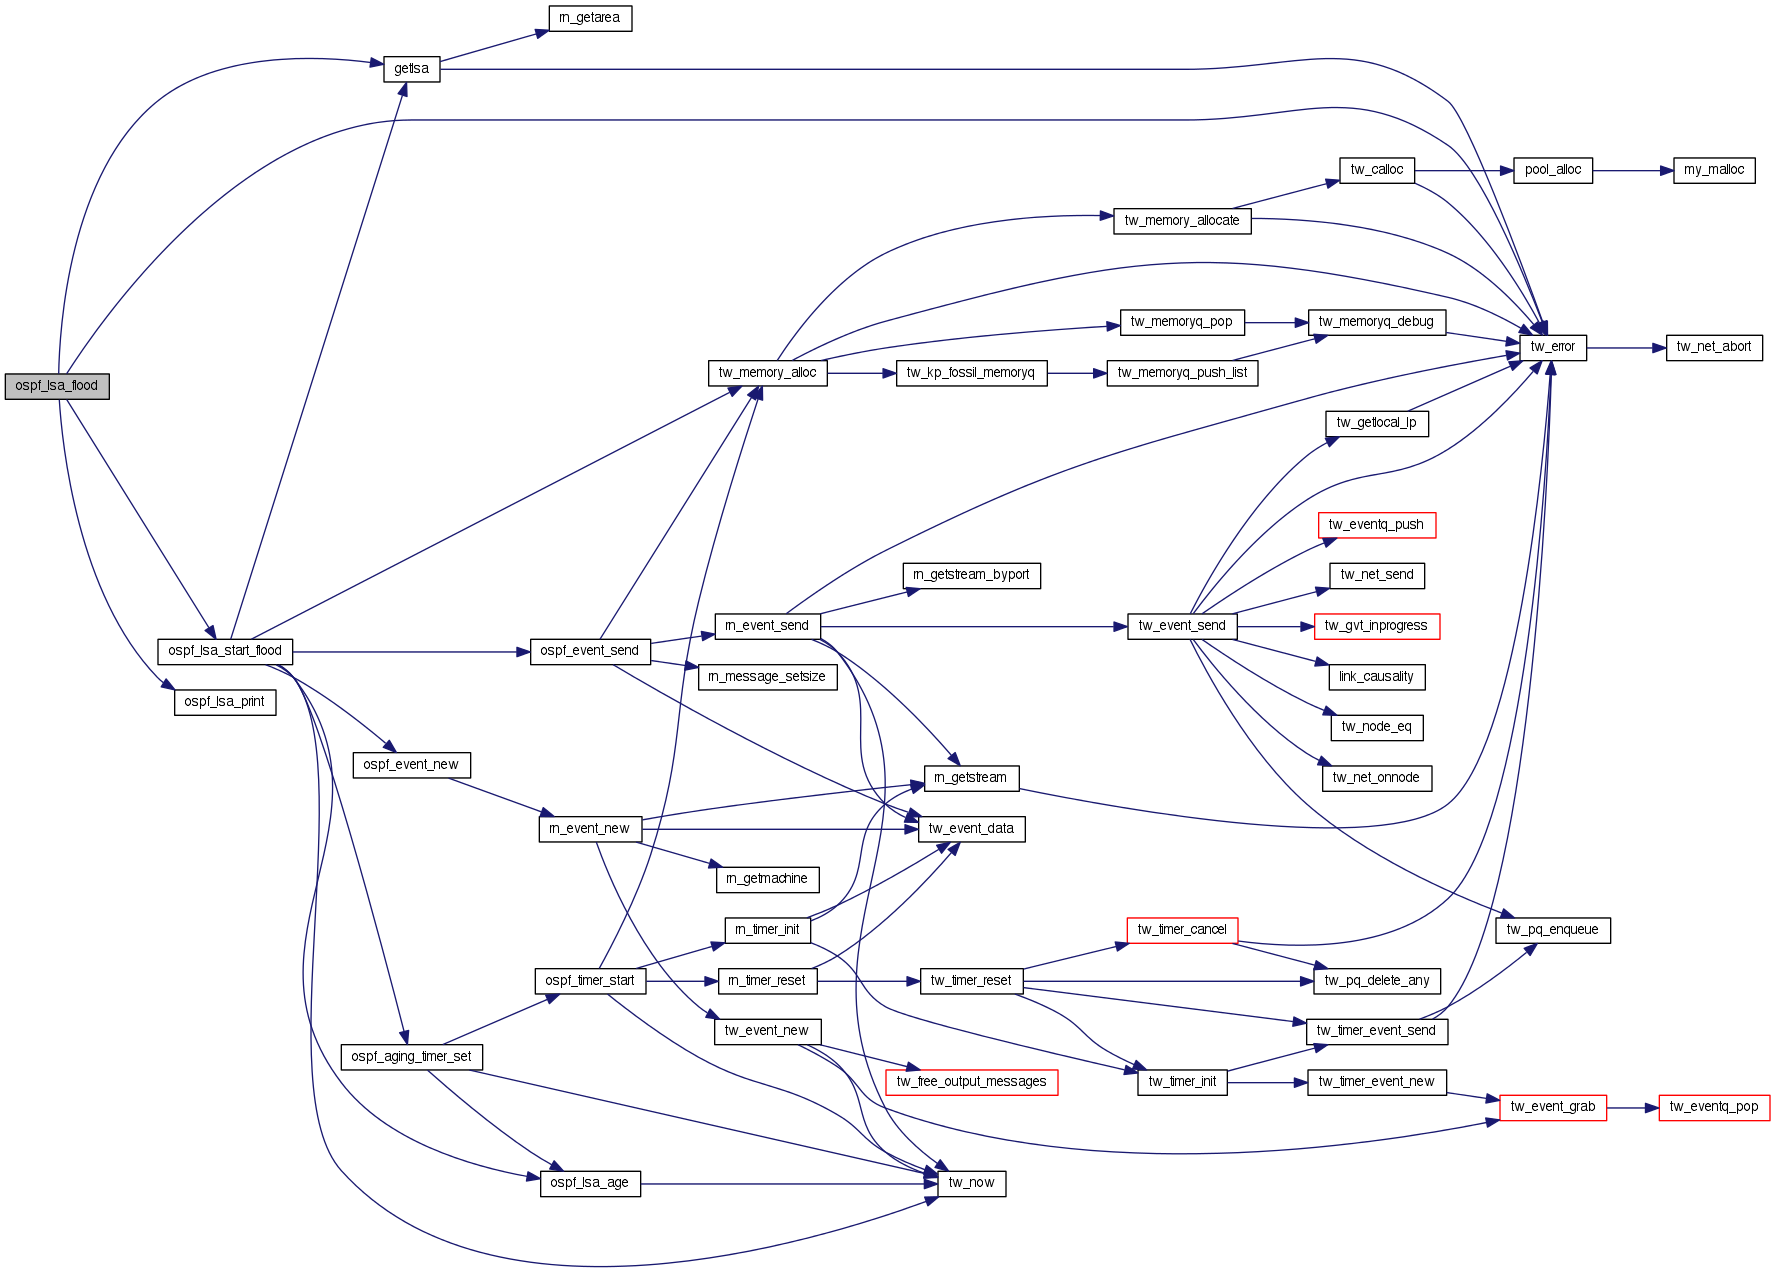 rn_getarea
getlsa
tw_calloc
pool_alloc
my_malloc
tw_memory_allocate
tw_memoryq_pop
tw_memoryq_debug
tw_error
tw_net_abort
ospf_lsa_flood
tw_memory_alloc
tw_kp_fossil_memoryq
tw_memoryq_push_list
tw_getlocal_lp
tw_eventq_push
rn_getstream_byport
tw_net_send
rn_event_send
tw_event_send
tw_gvt_inprogress
ospf_lsa_start_flood
ospf_event_send
rn_message_setsize
link_causality
ospf_lsa_print
tw_node_eq
ospf_event_new
rn_getstream
tw_net_onnode
rn_event_new
tw_event_data
rn_getmachine
rn_timer_init
tw_timer_cancel
tw_pq_enqueue
ospf_timer_start
rn_timer_reset
tw_timer_reset
tw_pq_delete_any
tw_event_new
tw_timer_event_send
ospf_aging_timer_set
tw_free_output_messages
tw_timer_init
tw_timer_event_new
tw_event_grab
tw_eventq_pop
ospf_lsa_age
tw_now